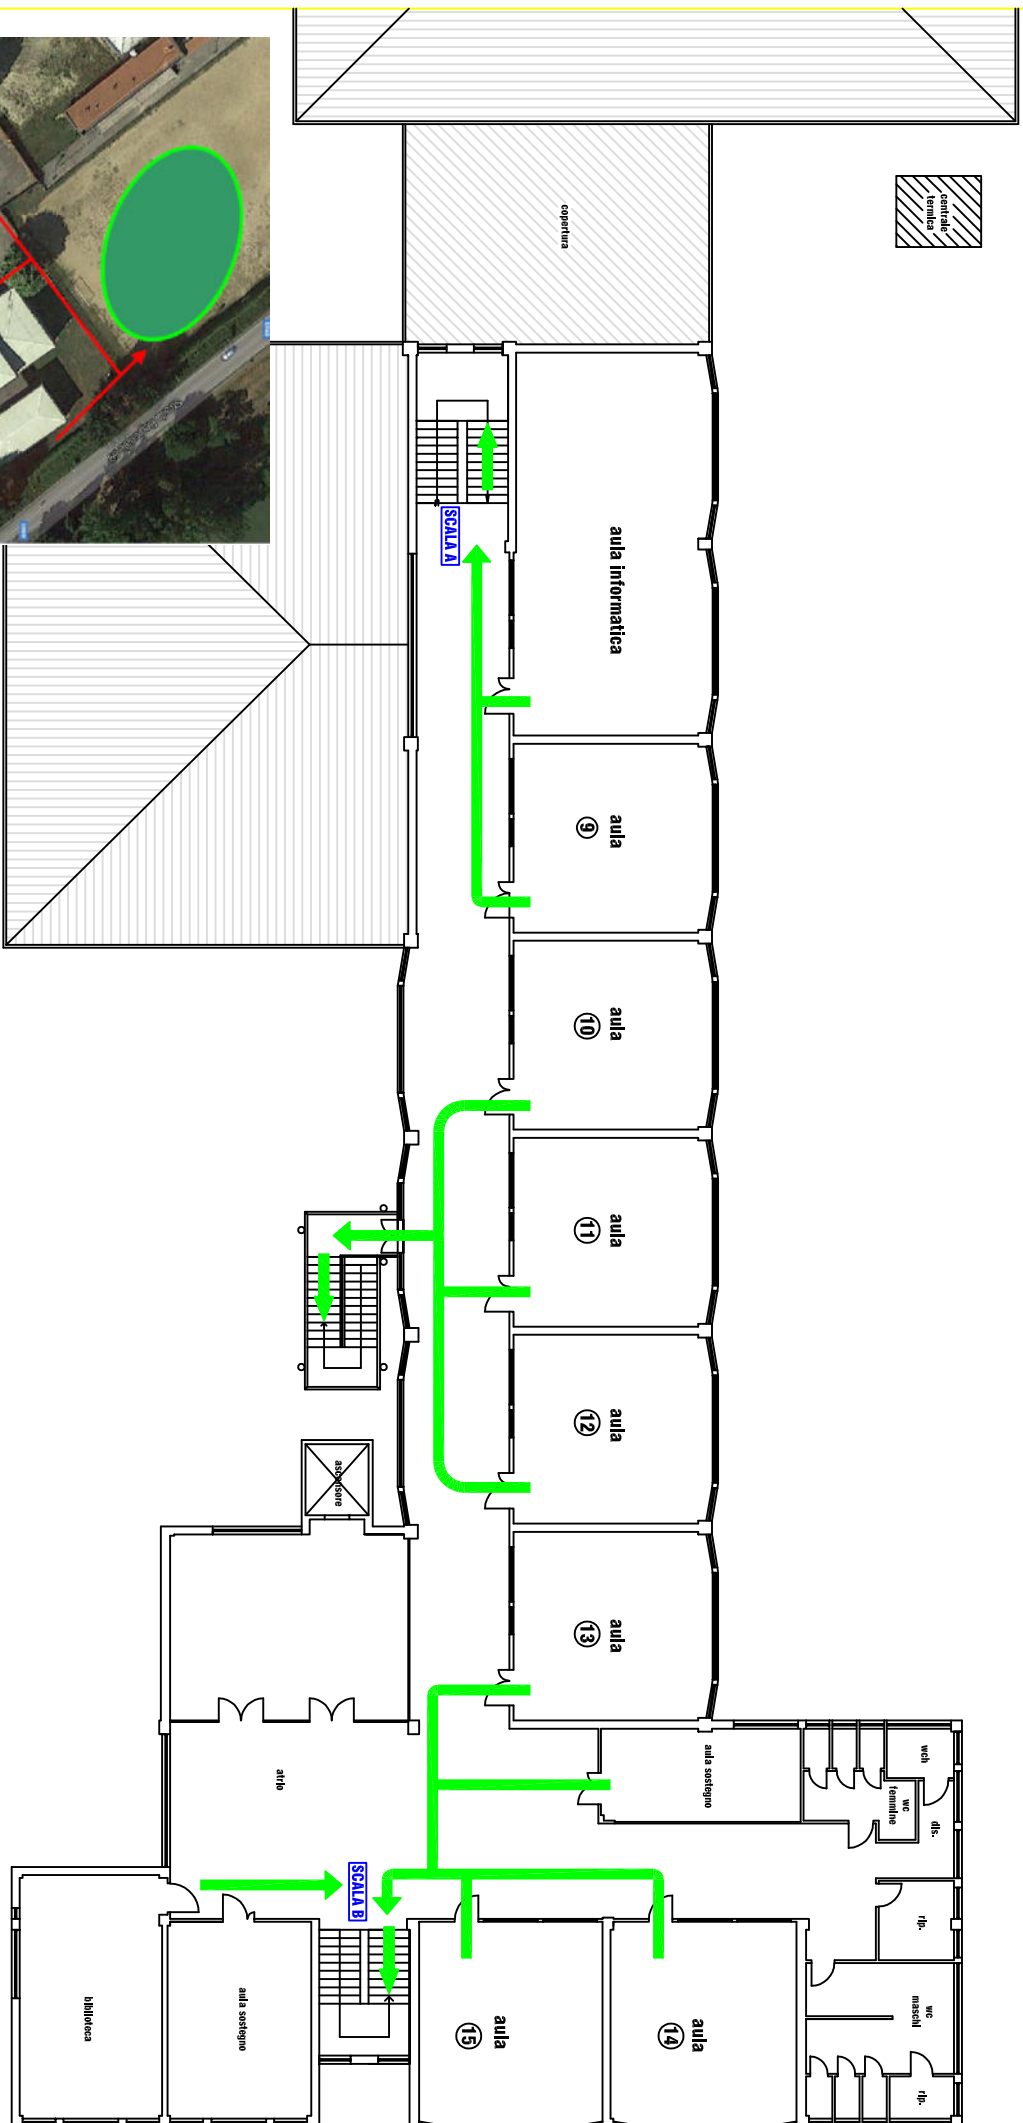 centrale
termica
copertura
SCALA A
aula informatica
aula
9
aula
10
aula
11
aula
12
ascensore
aula
13
atrio
aula sostegno
wch
wc
femmine
dis.
SCALA B
rip.
biblioteca
aula sostegno
aula
15
aula
14
wc
maschi
rip.